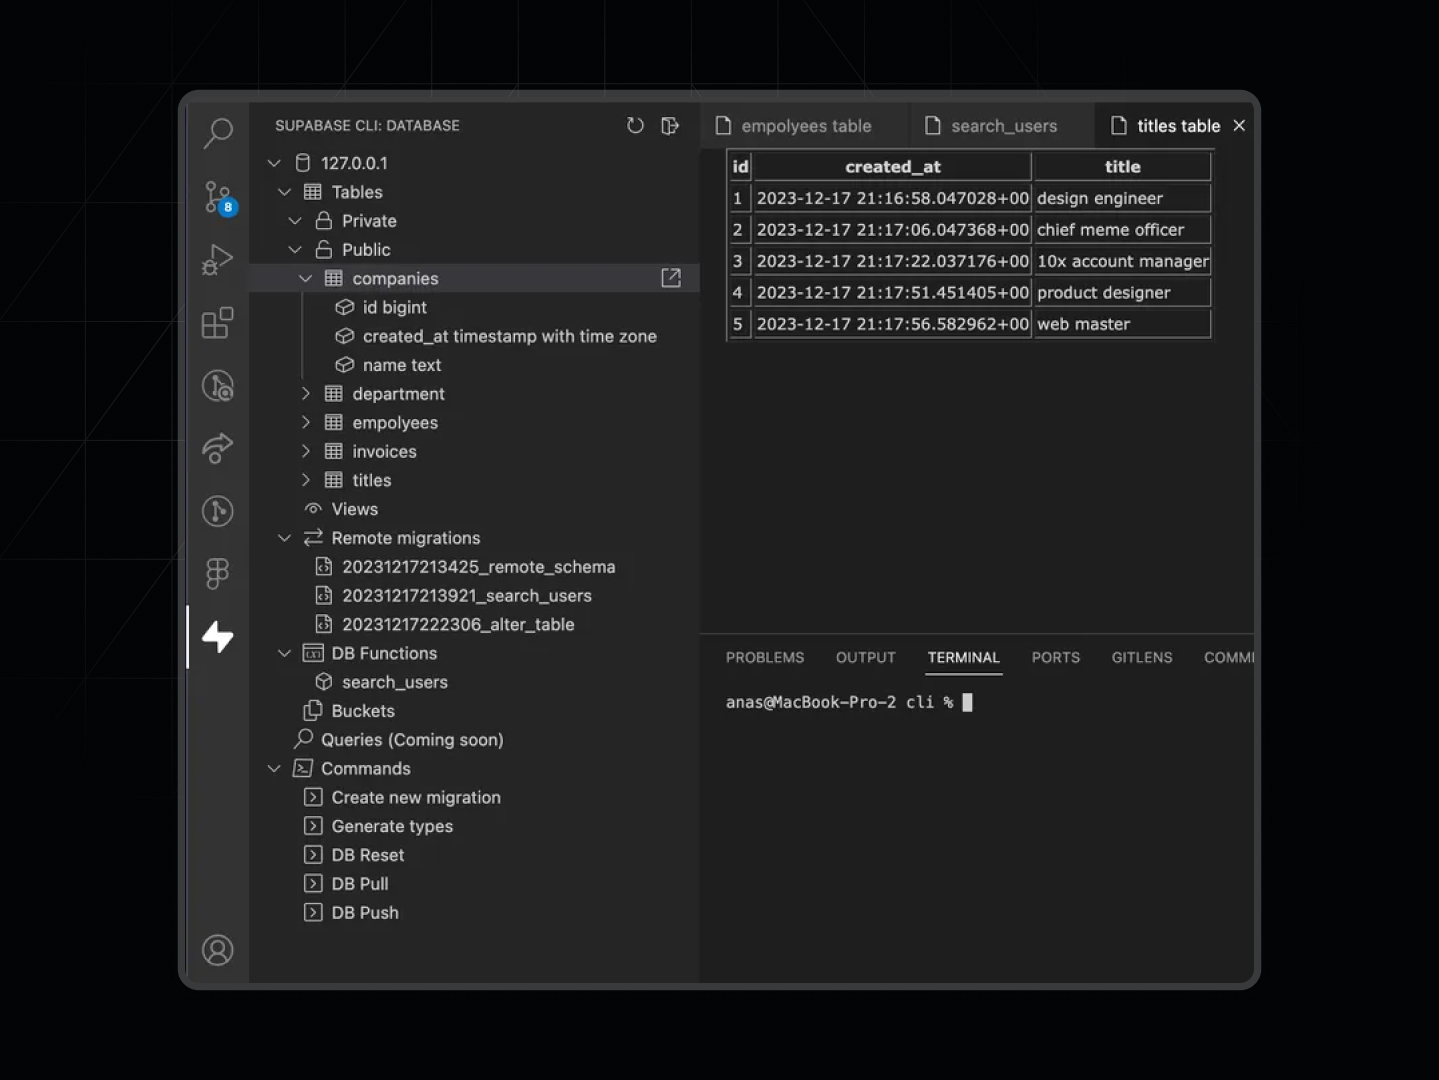 SUPABASE CLI: DATABASE
127.0.0.1
Tables
Private
Public
companies
id bigint
created_at timestamp with time zone
name text
department
empolyees
invoices
titles
Views
Remote migrations
20231217213425_remote_schema
20231217213921_search_users
20231217222306_alter_table
DB Functions
search_users
Buckets
Queries (Coming soon)
Commands
Create new migration
Generate types
DB Reset
DB Pull
DB Push
8
empolyees table search_users titles table
id created_at title
1 2023-12-17 21:16:58.047028+00 design engineer
2 2023-12-17 21:17:06.047368+00 chief meme officer
3 2023-12-17 21:17:22.037176+00 10x account manager
4 2023-12-17 21:17:51.451405+00 product designer
5 2023-12-17 21:17:56.582962+00 web master
PROBLEMS OUTPUT TERMINAL PORTS GITLENS COMM
anas@MacBook-Pro-2 cli %